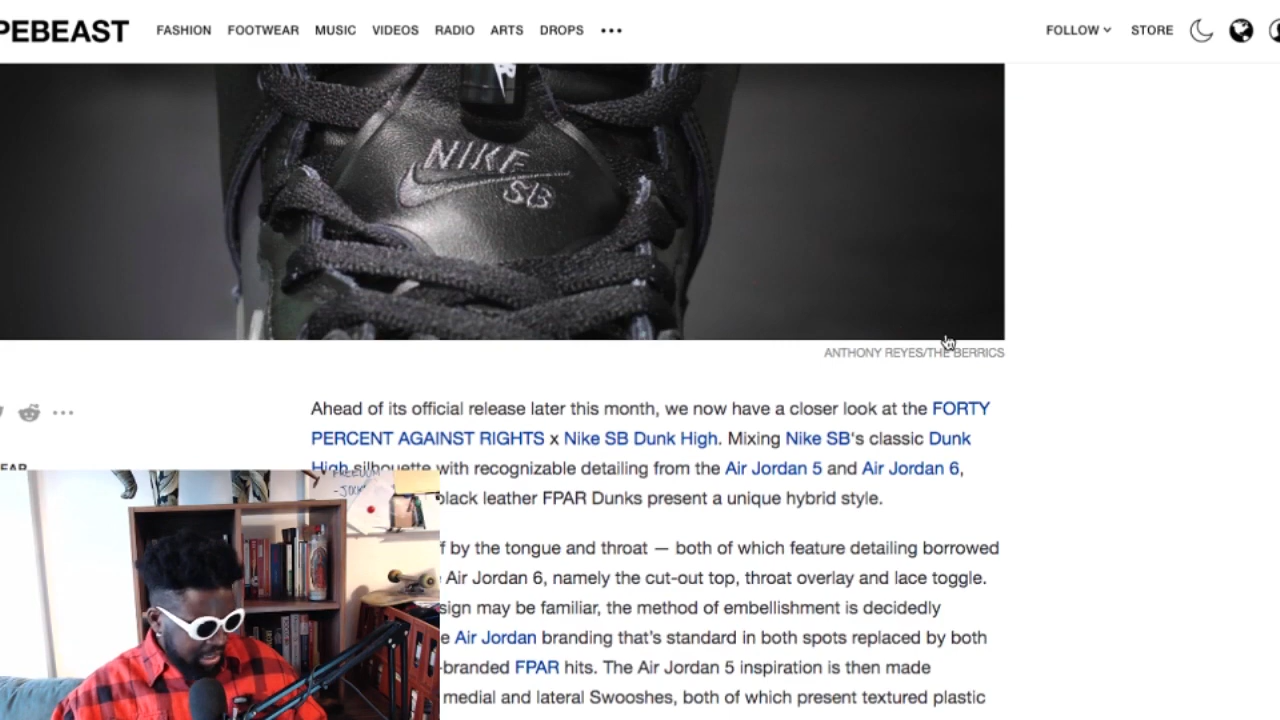 PEBEAST FASHION FOOTWEAR MUSIC VIDEOS RADIO ARTS DROPS FOLLOW STORE
NIKE
SB
ANTHONY REYES/THE BERRICS
Ahead of its official release later this month, we now have a closer look at the FORTY
PERCENT AGAINST RIGHTS x Nike SB Dunk High. Mixing Nike SB's classic Dunk
High silhouette with recognizable detailing from the Air Jordan 5 and Air Jordan 6,
black leather FPAR Dunks present a unique hybrid style.
f by the tongue and throat — both of which feature detailing borrowed
Air Jordan 6, namely the cut-out top, throat overlay and lace toggle.
sign may be familiar, the method of embellishment is decidedly
e Air Jordan branding that's standard in both spots replaced by both
-branded FPAR hits. The Air Jordan 5 inspiration is then made
medial and lateral Swooshes, both of which present textured plastic
FREEDOM